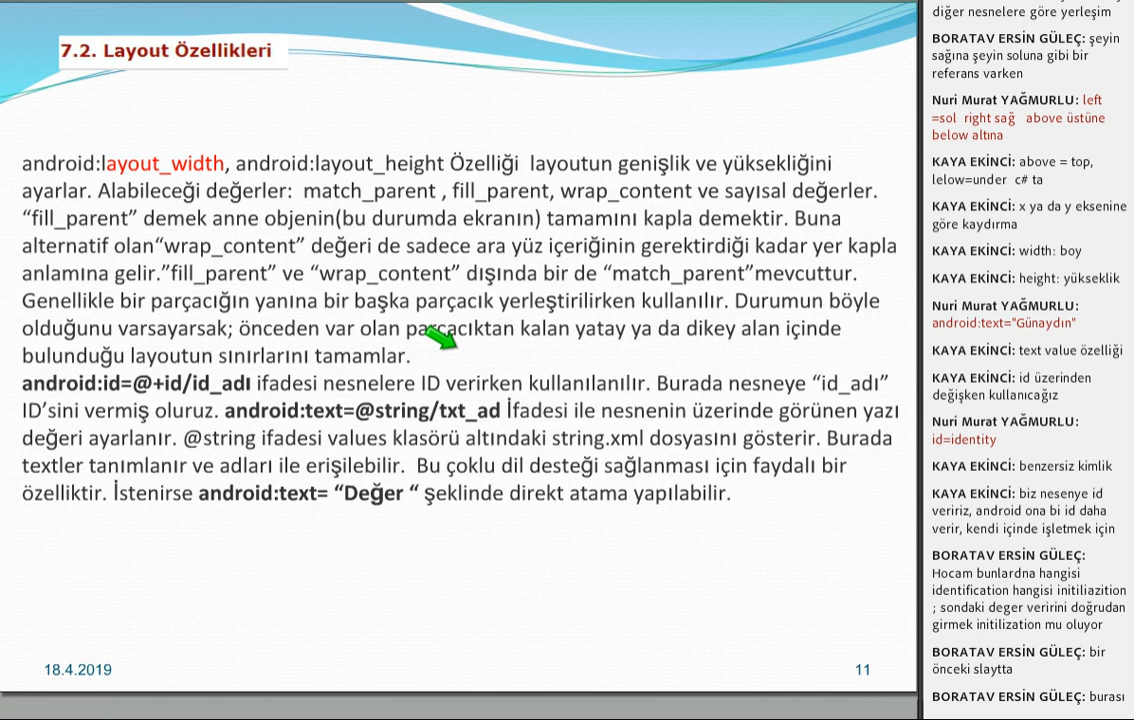 7.2. Layout Özellikleri
android:layout_width, android:layout_height Özelliği layoutun genişlik ve yüksekliğini
ayarlar. Alabileceği değerler: match_parent , fill_parent, wrap_content ve sayısal değerler.
“fill_parent” demek anne objenin(bu durumda ekranın) tamamını kapla demektir. Buna
alternatif olan“wrap_content” değeri de sadece ara yüz içeriğinin gerektirdiği kadar yer kapla
anlamına gelir.”fill_parent” ve “wrap_content” dışında bir de “match_parent”mevcuttur.
Genellikle bir parçacığın yanına bir başka parçacık yerleştirilirken kullanılır. Durumun böyle
olduğunu varsayarsak; önceden var olan parçacıktan kalan yatay ya da dikey alan içinde
bulunduğu layoutun sınırlarını tamamlar.
android:id=@+id/id_adı ifadesi nesnelere ID verirken kullanılanılır. Burada nesneye “id_adı”
ID’sini vermiş oluruz. android:text=@string/txt_ad İfadesi ile nesnenin üzerinde görünen yazı
değeri ayarlanır. @string ifadesi values klasörü altındaki string.xml dosyasını gösterir. Burada
textler tanımlanır ve adları ile erişilebilir. Bu çoklu dil desteği sağlanması için faydalı bir
özelliktir. İstenirse android:text= “Değer “ şeklinde direkt atama yapılabilir.
18.4.2019
11
diğer nesnelere göre yerleşim
BORATAV ERSİN GÜLEÇ: şeyin
sağına şeyin soluna gibi bir
referans varken
Nuri Murat YAĞMURLU: left
=sol right sağ above üstüne
below altına
KAYA EKİNCİ: above = top,
lelow=under c# ta
KAYA EKİNCİ: x ya da y eksenine
göre kaydırma
KAYA EKİNCİ: width: boy
KAYA EKİNCİ: height: yükseklik
Nuri Murat YAĞMURLU:
android:text="Günaydın"
KAYA EKİNCİ: text value özelliği
KAYA EKİNCİ: id üzerinden
değişken kullanıcağız
Nuri Murat YAĞMURLU:
id=identity
KAYA EKİNCİ: benzersiz kimlik
KAYA EKİNCİ: biz nesenye id
veririz, android ona bi id daha
verir, kendi içinde işletmek için
BORATAV ERSİN GÜLEÇ:
Hocam bunlardna hangisi
identification hangisi initiliazition
; sondaki deger veririni doğrudan
girmek initilization mu oluyor
BORATAV ERSİN GÜLEÇ: bir
önceki slaytta
BORATAV ERSİN GÜLEÇ: burası